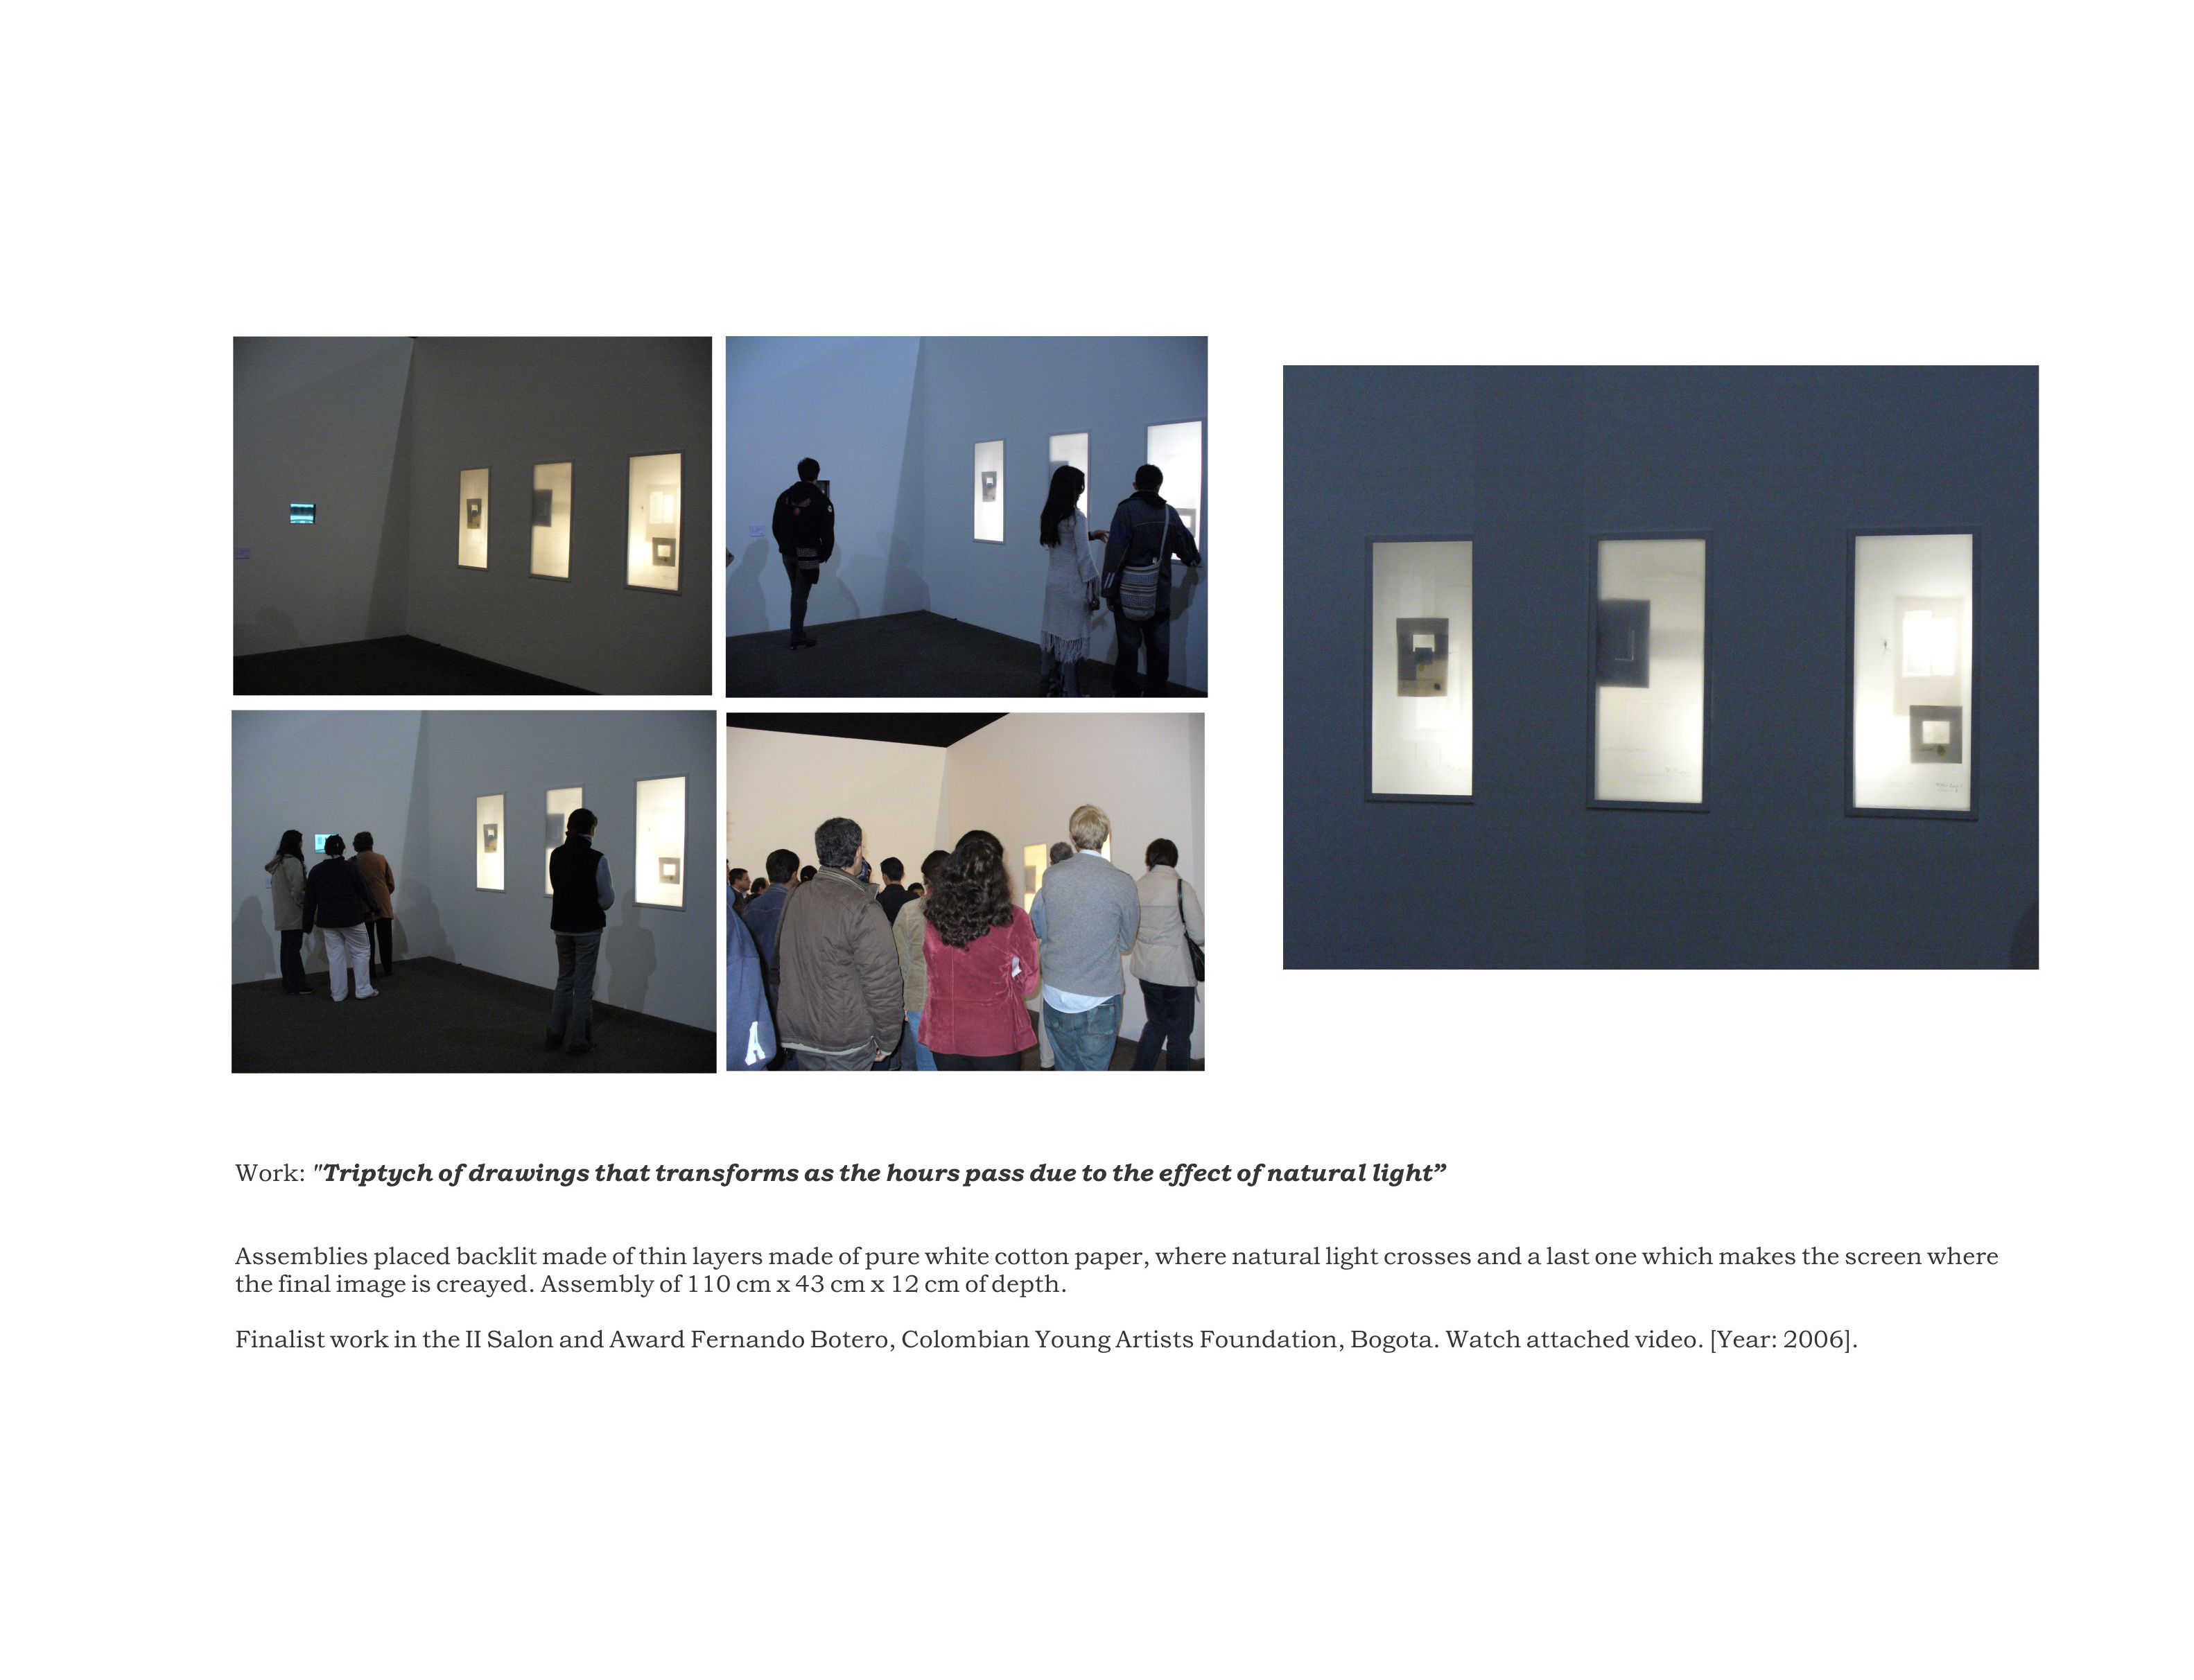 Work: "Triptych of drawings that transforms as the hours pass due to the effect of natural light”
Assemblies placed backlit made of thin layers made of pure white cotton paper, where natural light crosses and a last one which makes the screen where
the final image is creayed. Assembly of 110 cm x 43 cm x 12 cm of depth.
Finalist work in the II Salon and Award Fernando Botero, Colombian Young Artists Foundation, Bogota. Watch attached video. [Year: 2006].
A